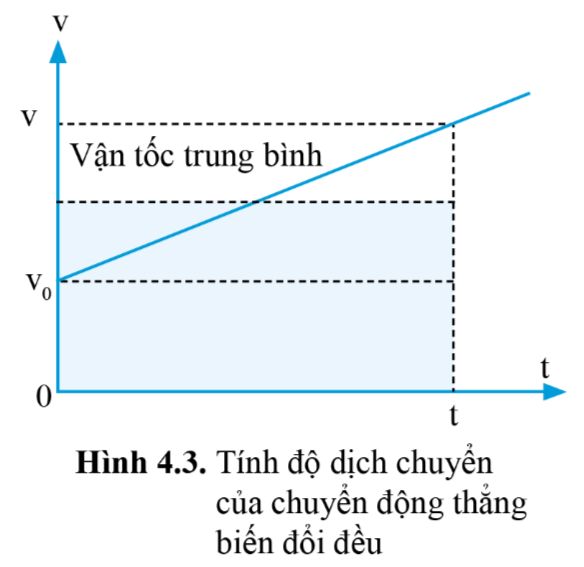 v
v
Vận tốc trung bình
v₀
t
0
t
Hình 4.3. Tính độ dịch chuyển
của chuyển động thẳng
biến đổi đều